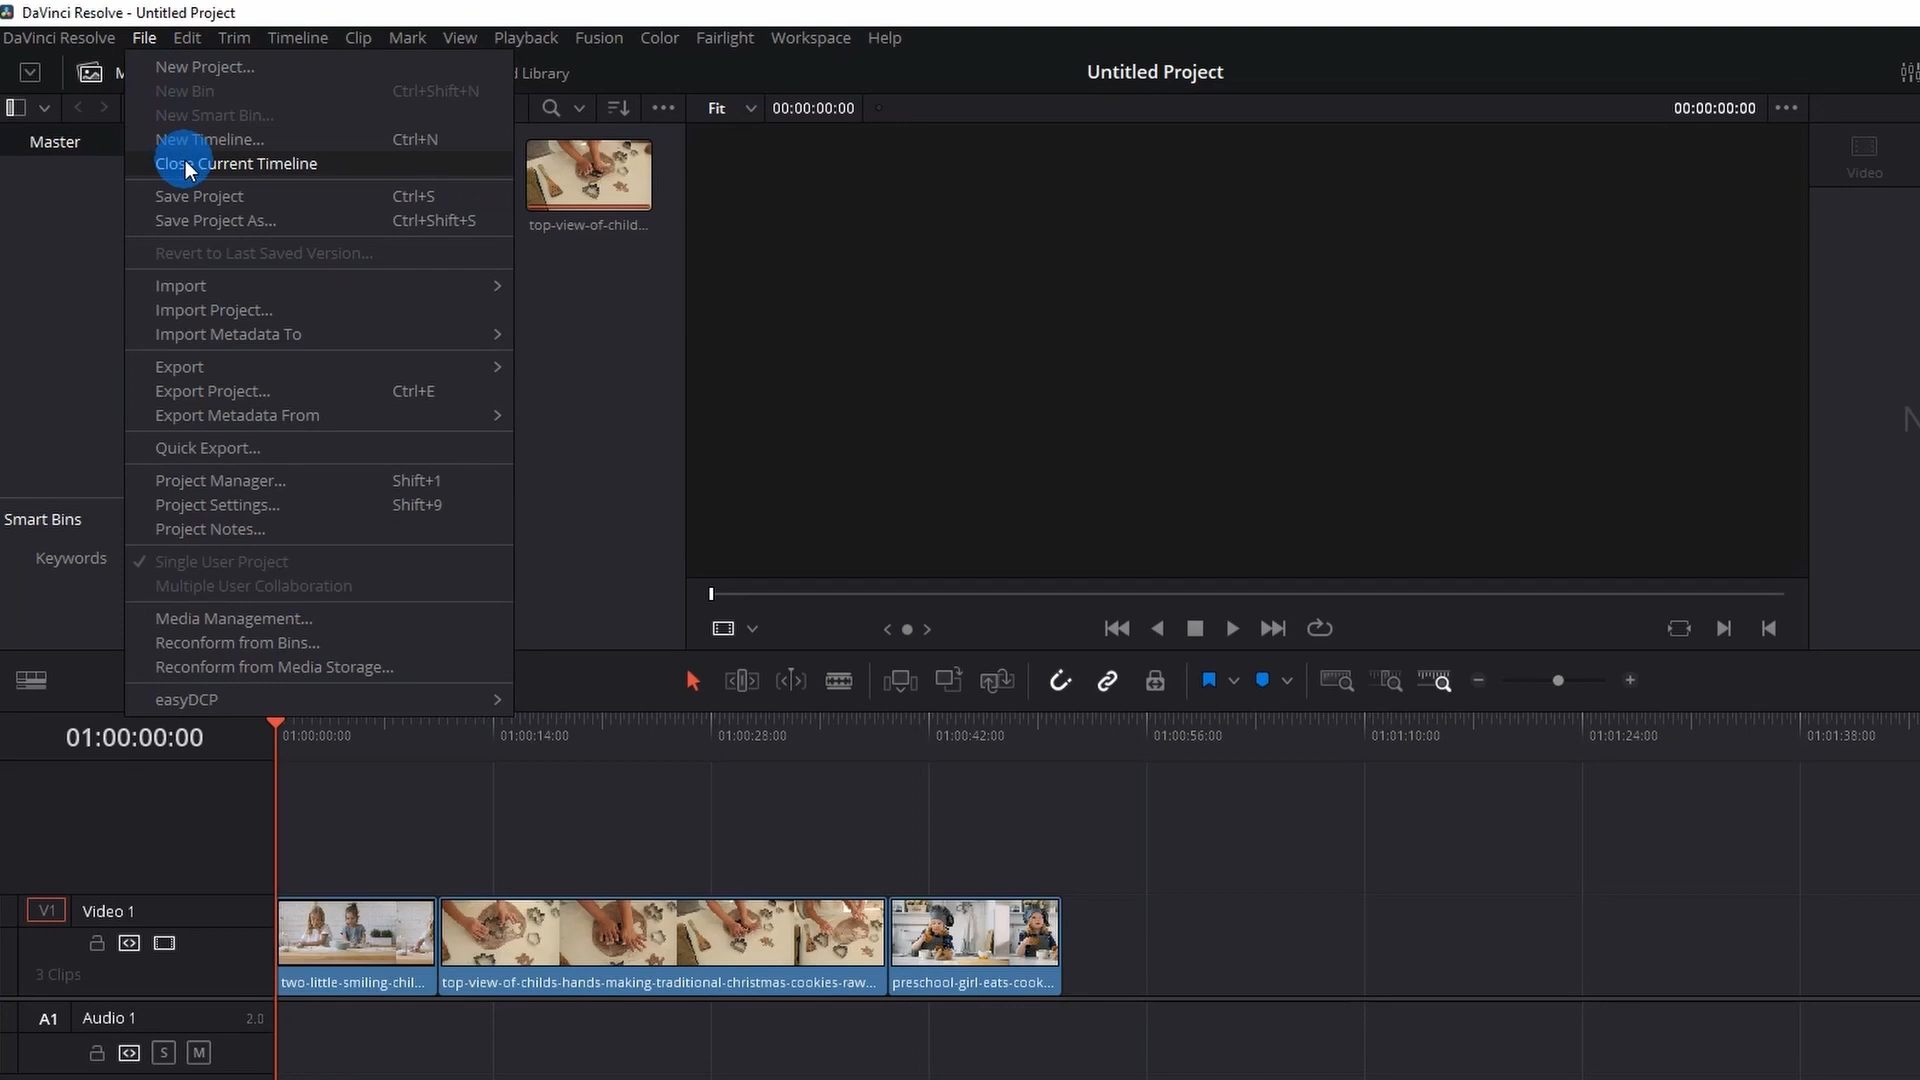 DaVinci Resolve - Untitled Project
DaVinci Resolve File Edit Trim Timeline Clip Mark View Playback Fusion Color Fairlight Workspace Help
M
d Library
Untitled Project
Fit
00:00:00:00
00:00:00:00
Master
Smart Bins
Keywords
New Project...
New Bin Ctrl+Shift+N
New Smart Bin...
New Timeline... Ctrl+N
Close Current Timeline
Save Project Ctrl+S
Save Project As... Ctrl+Shift+S
Revert to Last Saved Version...
Import
Import Project...
Import Metadata To
Export
Export Project... Ctrl+E
Export Metadata From
Quick Export...
Project Manager... Shift+1
Project Settings... Shift+9
Project Notes...
Single User Project
Multiple User Collaboration
Media Management...
Reconform from Bins...
Reconform from Media Storage...
easyDCP
top-view-of-child...
Video
N
01:00:00:00
01:00:00:00 01:00:14:00 01:00:28:00 01:00:42:00 01:00:56:00 01:01:10:00 01:01:24:00 01:01:38:00
V1 Video 1
3 Clips
two-little-smiling-chil... top-view-of-childs-hands-making-traditional-christmas-cookies-raw... preschool-girl-eats-cook...
A1 Audio 1 2.0
S M